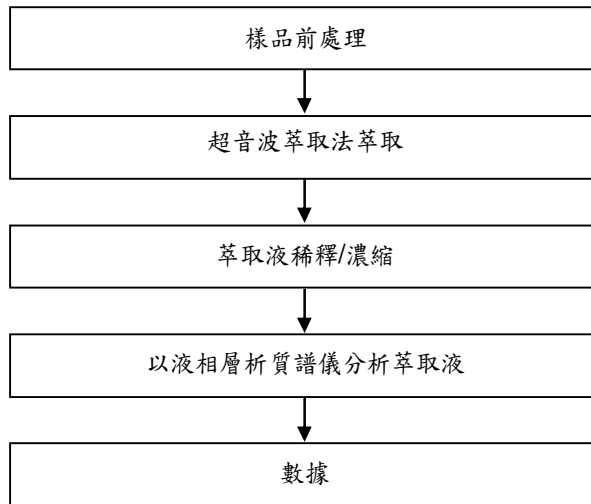 樣品前處理
超音波萃取法萃取
萃取液稀釋/濃縮
以液相層析質譜儀分析萃取液
數據